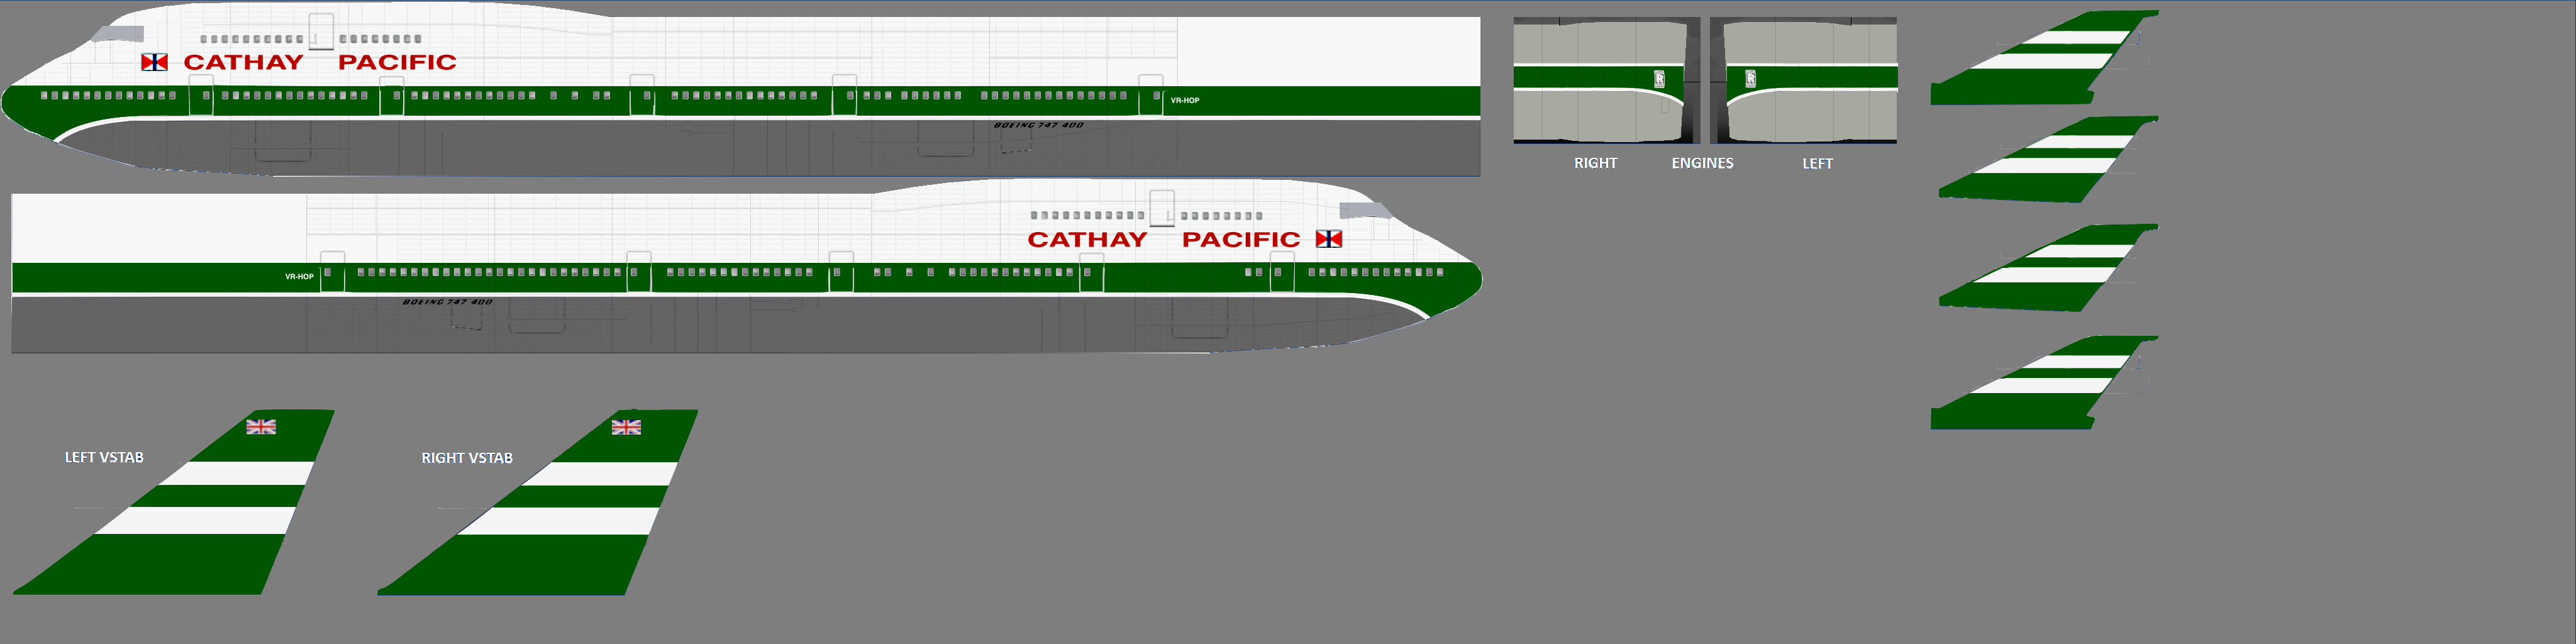 CATHAY PACIFIC
VR-HOP
BOEING 747 400
RIGHT ENGINES LEFT
R
R
CATHAY PACIFIC
VR-HOP
BOEING 747 400
LEFT VSTAB
RIGHT VSTAB